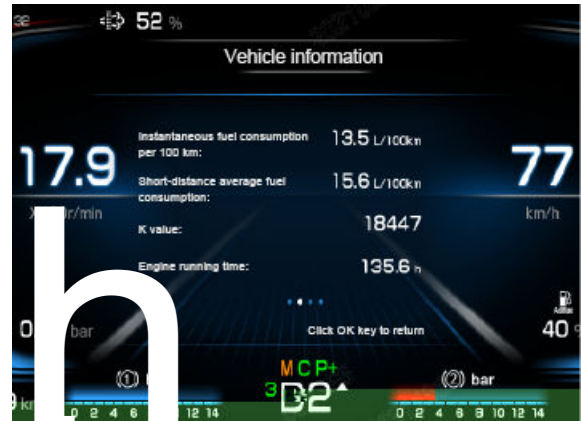 52 %
Vehicle information
Instantaneous fuel consumption 13.5 L/100km
per 100 km:
17.9
77
Short-distance average fuel 15.6 L/100km
consumption:
r/min
km/h
K value: 18447
Engine running time: 135.6 h
h
AdBlue
0 bar
Click OK key to return
40 %
M C P+
(1)
(2) bar
3 D2
0 2 4 6 8 10 12 14
0 2 4 6 8 10 12 14